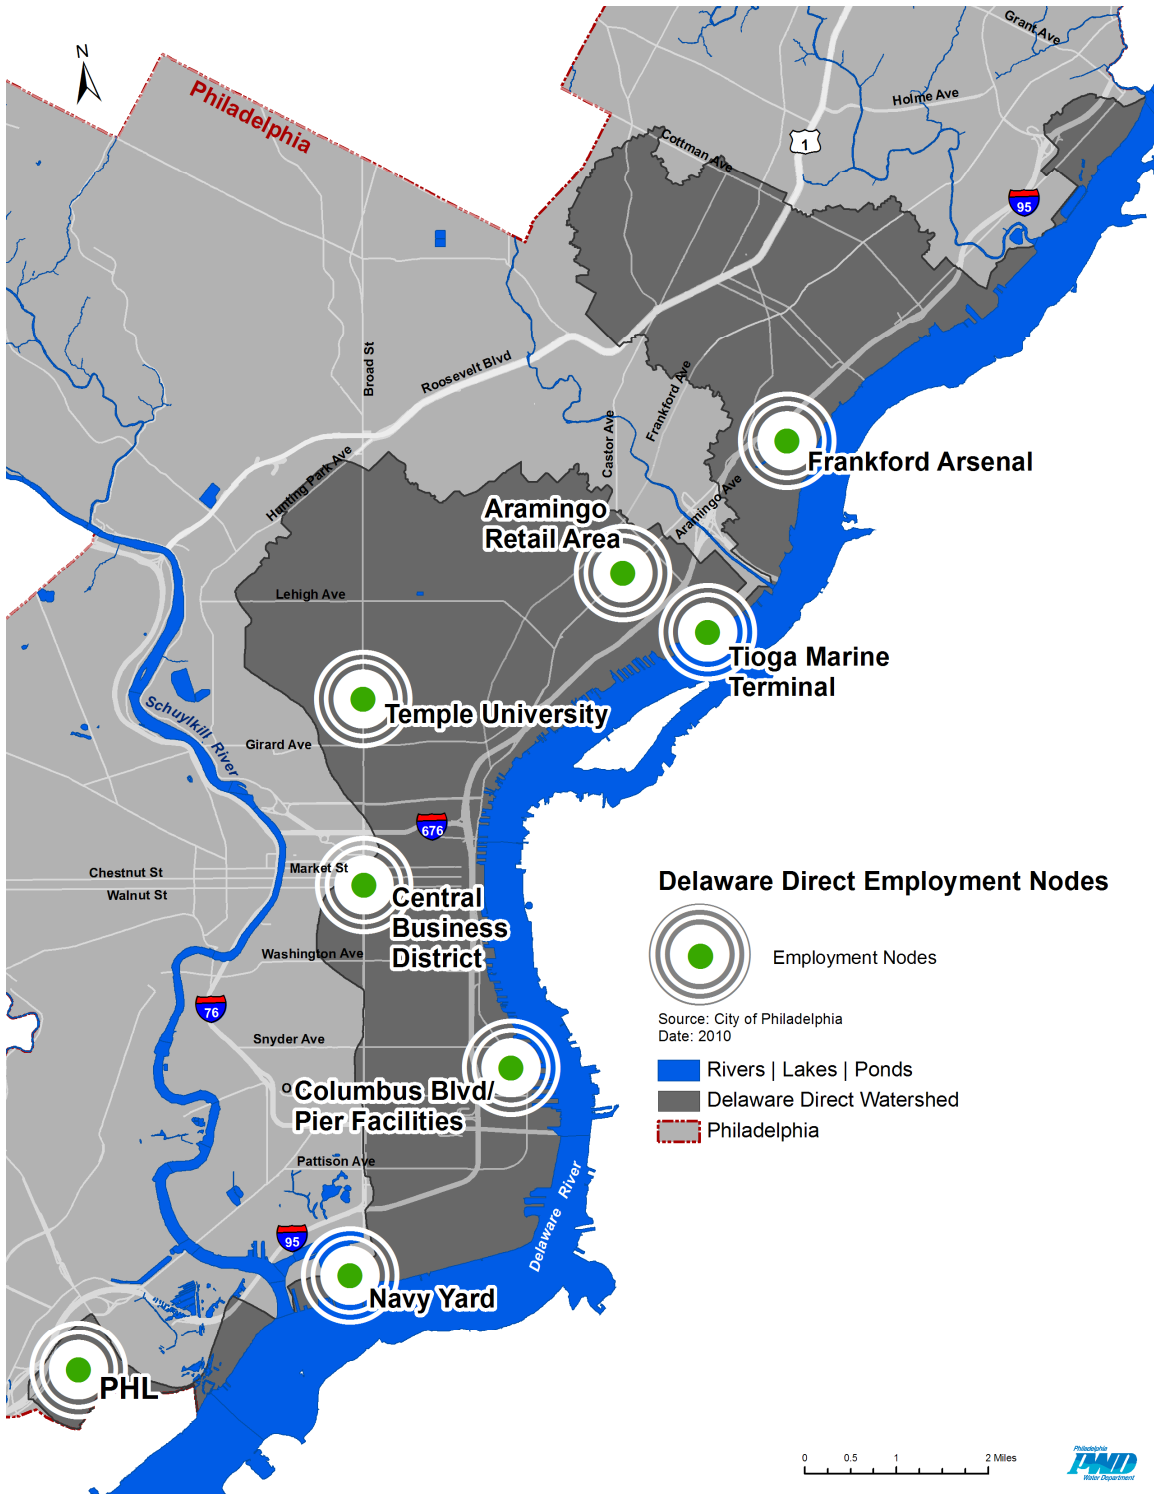 Grant Ave
N
Philadelphia
Holme Ave
Cottman Ave
1
95
Broad St
Roosevelt Blvd
Frankford Ave
Castor Ave
Hunting Park Ave
Frankford Arsenal
Aramingo Ave
Aramingo
Retail Area
Lehigh Ave
Tioga Marine
Terminal
Temple University
Schuylkill River
Girard Ave
676
Market St
Chestnut St
Walnut St
Central
Business
District
Washington Ave
Delaware Direct Employment Nodes
Employment Nodes
76
Source: City of Philadelphia
Date: 2010
Snyder Ave
Rivers | Lakes | Ponds
O
Columbus Blvd/
Pier Facilities
Delaware Direct Watershed
Philadelphia
Pattison Ave
Delaware River
95
Navy Yard
PHL
0 0.5 1 2 Miles
Philadelphia
PWD
Water Department